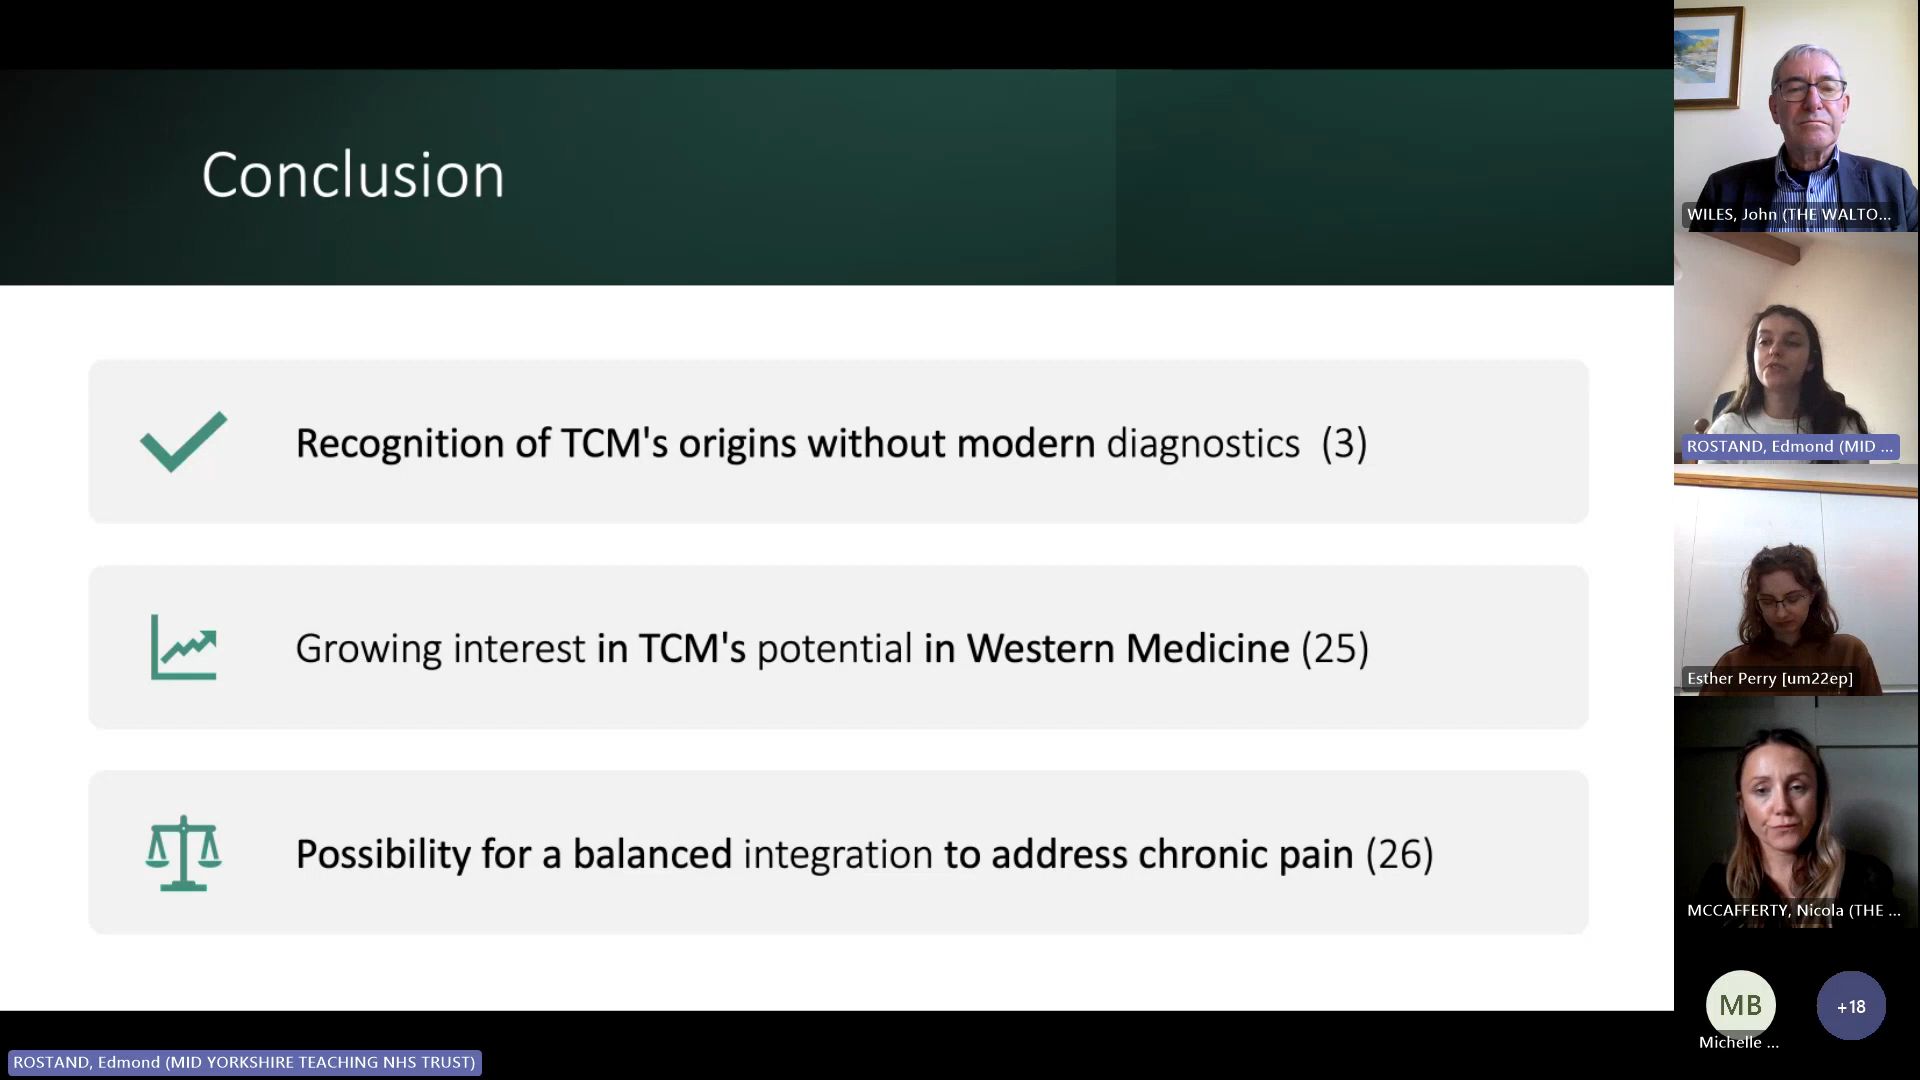 Conclusion
Recognition of TCM's origins without modern diagnostics (3)
Growing interest in TCM's potential in Western Medicine (25)
Possibility for a balanced integration to address chronic pain (26)
WILES, John (THE WALTO...
ROSTAND, Edmond (MID ...
Esther Perry [um22ep]
MCCAFFERTY, Nicola (THE ...
MB
+18
Michelle ...
ROSTAND, Edmond (MID YORKSHIRE TEACHING NHS TRUST)